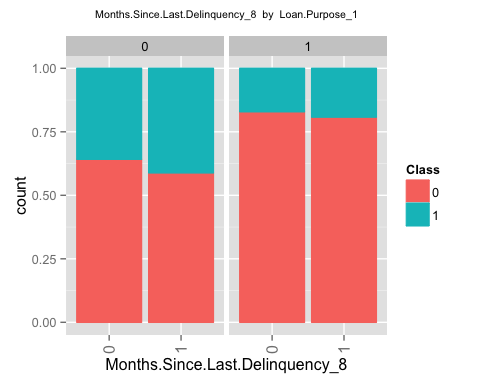 Months.Since.Last.Delinquency_8 by Loan.Purpose_1
0 1
1.00
0.75
0.50
0.25
0.00
count
0 1 0 1
Months.Since.Last.Delinquency_8
Class
0
1